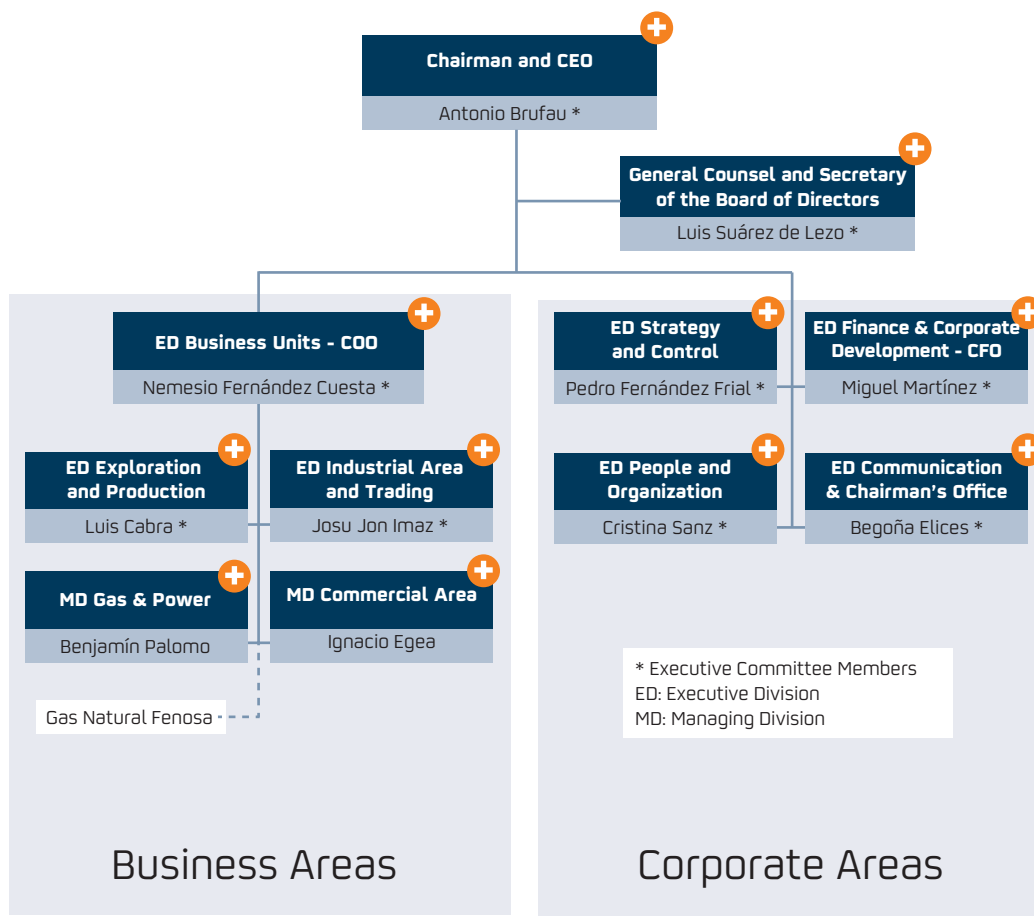 Chairman and CEO
Antonio Brufau *
General Counsel and Secretary
of the Board of Directors
Luis Suárez de Lezo *
ED Business Units - COO
Nemesio Fernández Cuesta *
ED Exploration
and Production
Luis Cabra *
ED Industrial Area
and Trading
Josu Jon Imaz *
MD Gas & Power
Benjamín Palomo
MD Commercial Area
Ignacio Egea
Gas Natural Fenosa
Business Areas
ED Strategy
and Control
Pedro Fernández Frial *
ED Finance & Corporate
Development - CFO
Miguel Martínez *
ED People and
Organization
Cristina Sanz *
ED Communication
& Chairman’s Office
Begoña Elices *
* Executive Committee Members
ED: Executive Division
MD: Managing Division
Corporate Areas